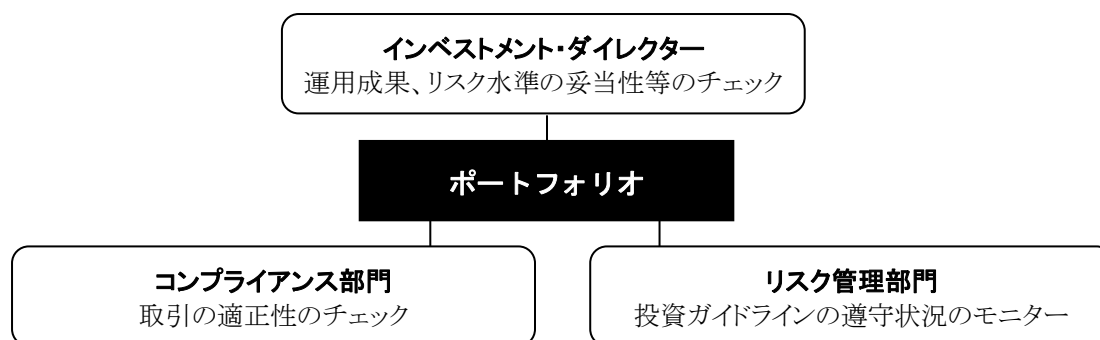 インベストメント・ダイレクター
運用成果、リスク水準の妥当性等のチェック
ポートフォリオ
コンプライアンス部門
取引の適正性のチェック
リスク管理部門
投資ガイドラインの遵守状況のモニター